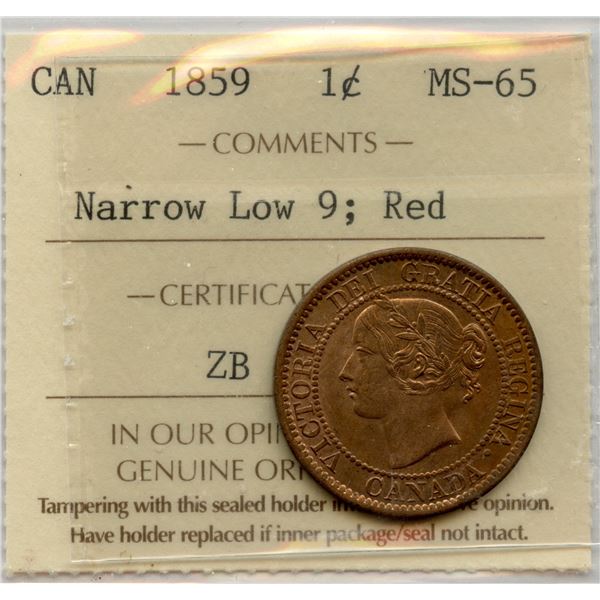 CAN 1859 1¢ MS-65
— COMMENTS —
Narrow Low 9; Red
— CERTIFICAT
ZB
IN OUR OPIN
GENUINE ORI
Tampering with this sealed holder opinion.
Have holder replaced if inner package/seal not intact.
VICTORIA DEI GRATIA REGINA.
CANADA